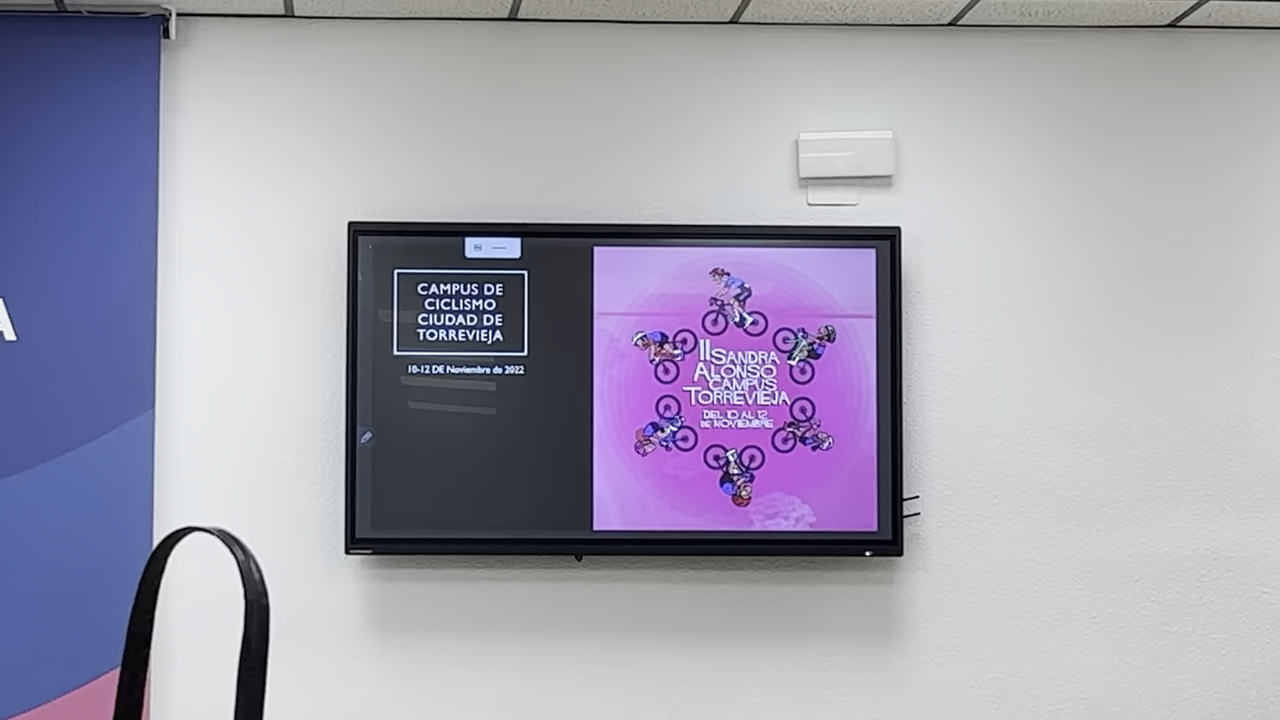 A
CAMPUS DE
CICLISMO
CIUDAD DE
TORREVIEJA
10-12 DE Noviembre de 2022
II SANDRA
ALONSO
CAMPUS
TORREVIEJA
DEL 10 AL 12
DE NOVIEMBRE